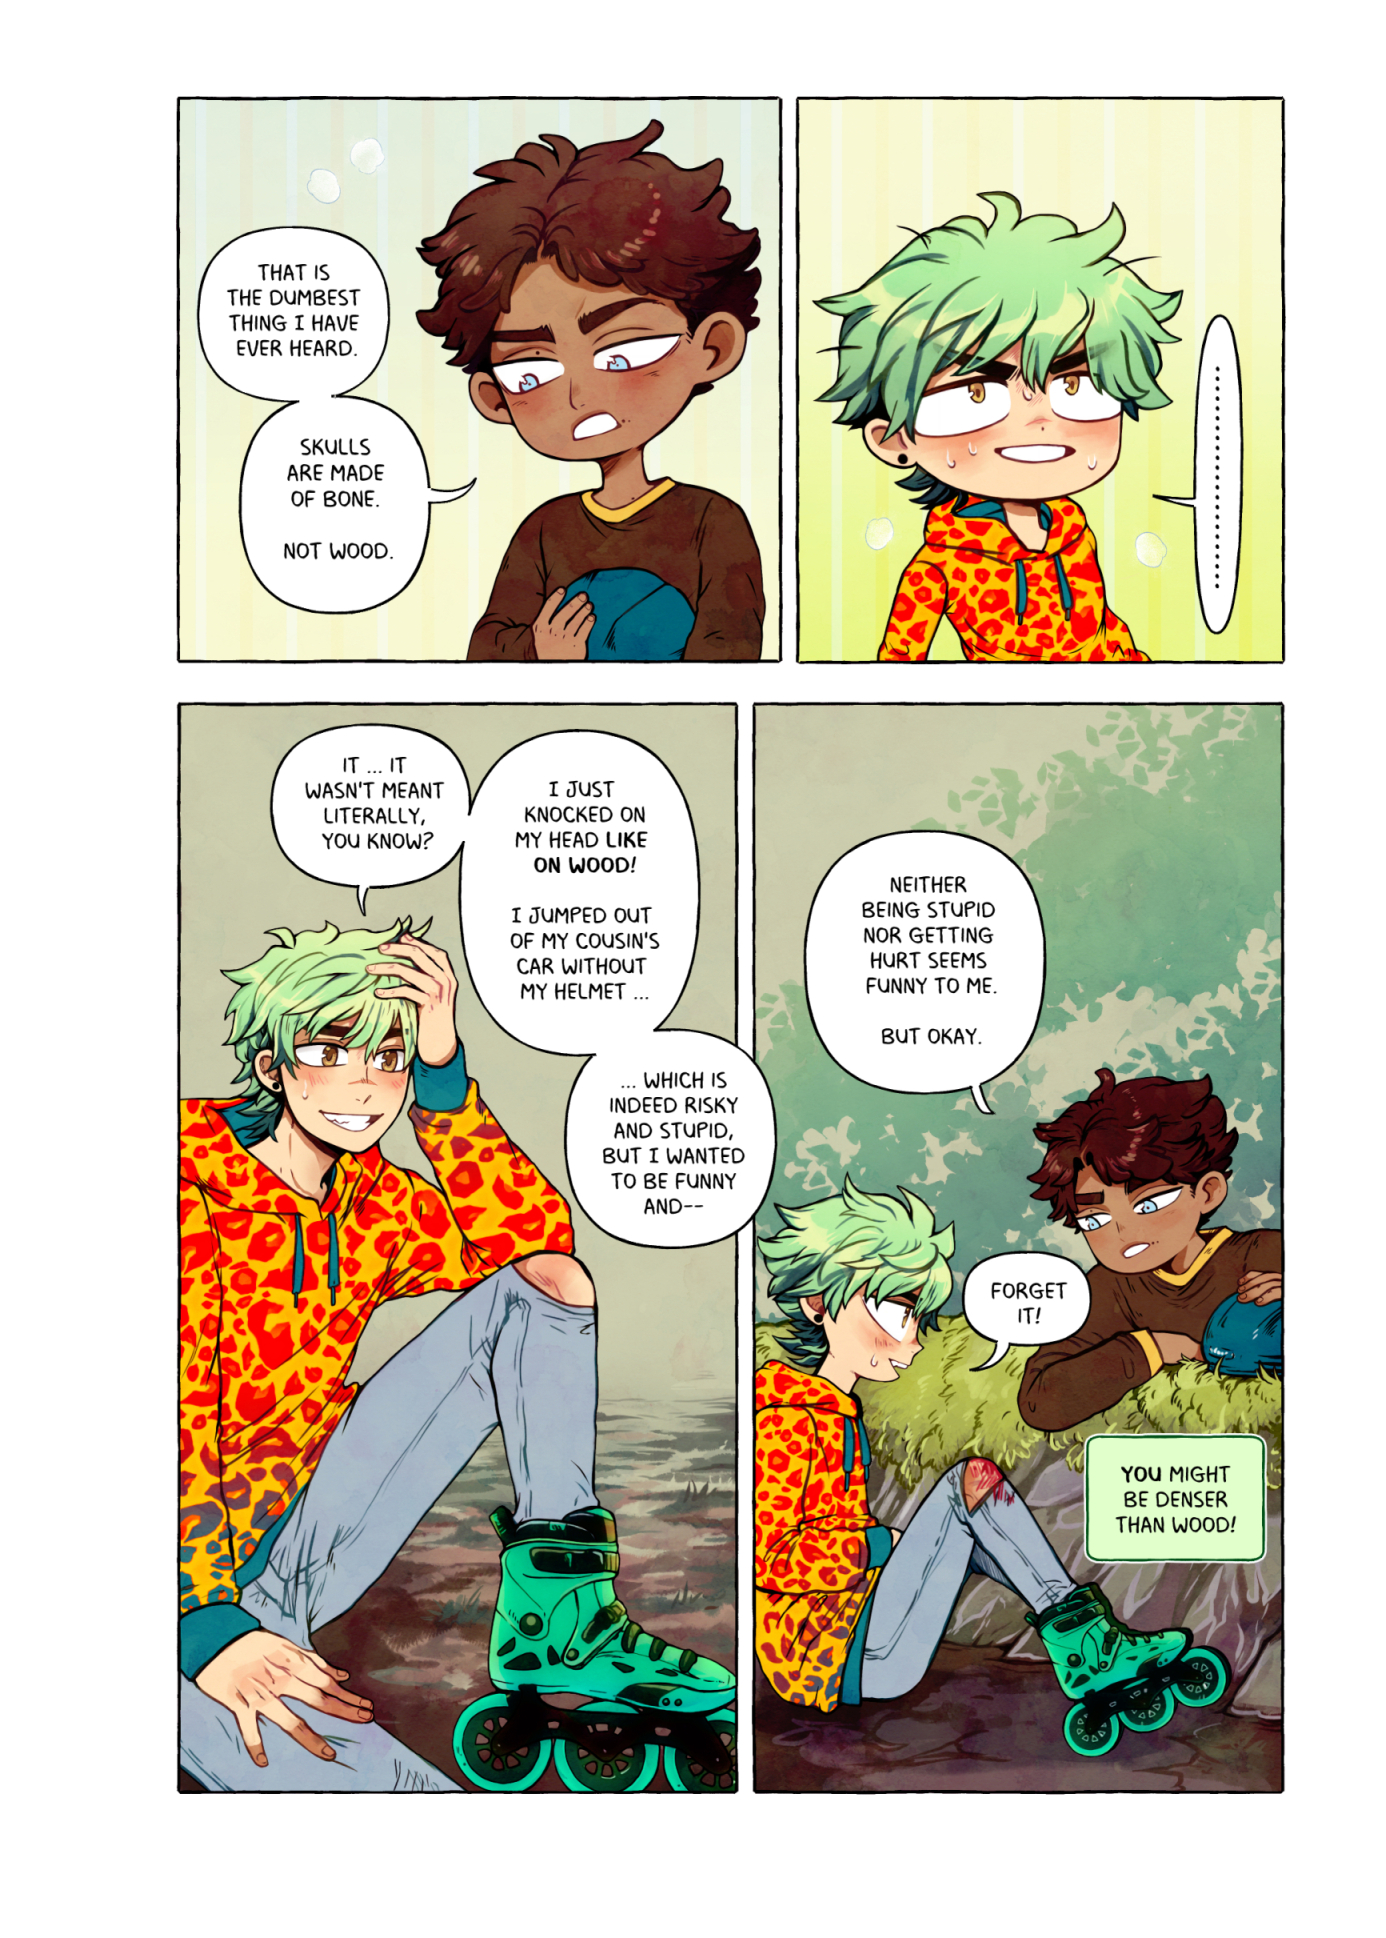 THAT IS
THE DUMBEST
THING I HAVE
EVER HEARD.
SKULLS
ARE MADE
OF BONE.
NOT WOOD.
..............
IT ... IT
WASN'T MEANT
LITERALLY,
YOU KNOW?
I JUST
KNOCKED ON
MY HEAD LIKE
ON WOOD!
I JUMPED OUT
OF MY COUSIN'S
CAR WITHOUT
MY HELMET ...
... WHICH IS
INDEED RISKY
AND STUPID,
BUT I WANTED
TO BE FUNNY
AND--
NEITHER
BEING STUPID
NOR GETTING
HURT SEEMS
FUNNY TO ME.
BUT OKAY.
FORGET
IT!
YOU MIGHT
BE DENSER
THAN WOOD!